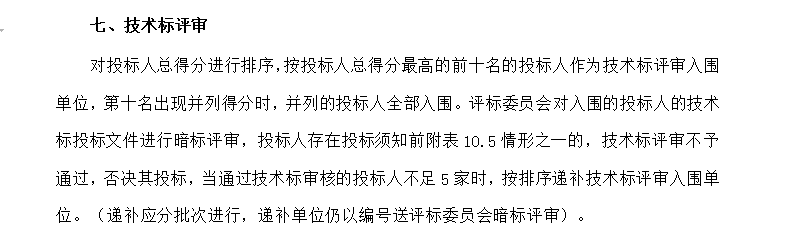 七、技术标评审
对投标人总得分进行排序，按投标人总得分最高的前十名的投标人作为技术标评审入围
单位，第十名出现并列得分时，并列的投标人全部入围。评标委员会对入围的投标人的技术
标投标文件进行暗标评审，投标人存在投标须知前附表 10.5 情形之一的，技术标评审不予
通过，否决其投标，当通过技术标审核的投标人不足 5 家时，按排序递补技术标评审入围单
位。（递补应分批次进行，递补单位仍以编号送评标委员会暗标评审）。